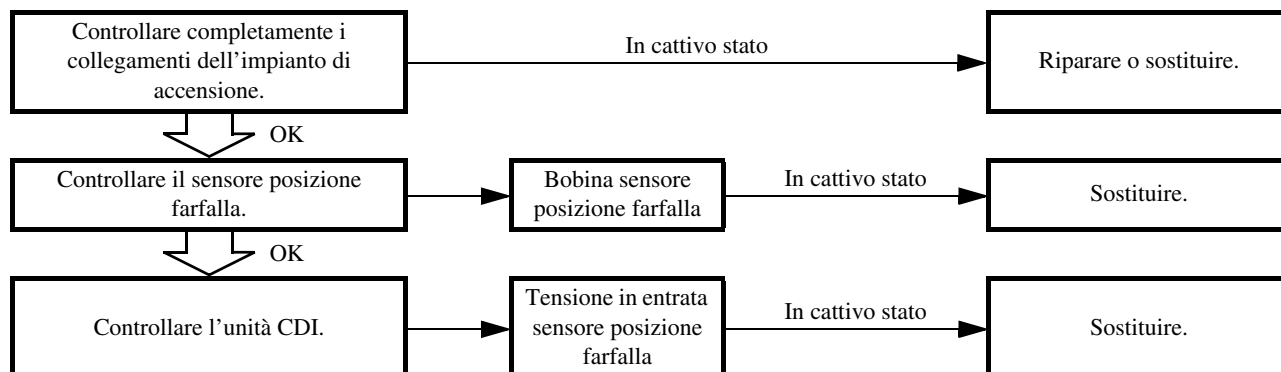 Controllare completamente i
collegamenti dell’impianto di
accensione.
In cattivo stato
Riparare o sostituire.
OK
Controllare il sensore posizione
farfalla.
Bobina sensore
posizione farfalla
In cattivo stato
Sostituire.
OK
Controllare l’unità CDI.
Tensione in entrata
sensore posizione
farfalla
In cattivo stato
Sostituire.